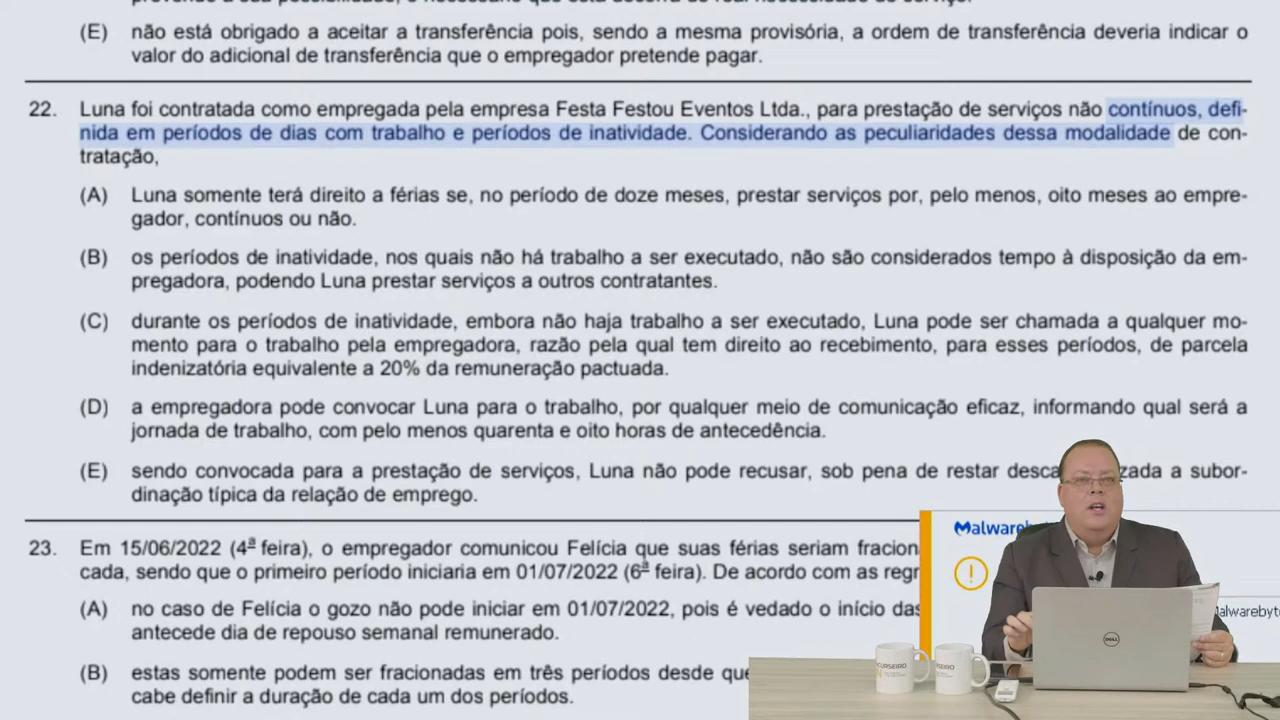 (E) não está obrigado a aceitar a transferência pois, sendo a mesma provisória, a ordem de transferência deveria indicar o
valor do adicional de transferência que o empregador pretende pagar.
22. Luna foi contratada como empregada pela empresa Festa Festou Eventos Ltda., para prestação de serviços não contínuos, defi-
nida em períodos de dias com trabalho e períodos de inatividade. Considerando as peculiaridades dessa modalidade de con-
tratação,
(A) Luna somente terá direito a férias se, no período de doze meses, prestar serviços por, pelo menos, oito meses ao empre-
gador, contínuos ou não.
(B) os períodos de inatividade, nos quais não há trabalho a ser executado, não são considerados tempo à disposição da em-
pregadora, podendo Luna prestar serviços a outros contratantes.
(C) durante os períodos de inatividade, embora não haja trabalho a ser executado, Luna pode ser chamada a qualquer mo-
mento para o trabalho pela empregadora, razão pela qual tem direito ao recebimento, para esses períodos, de parcela
indenizatória equivalente a 20% da remuneração pactuada.
(D) a empregadora pode convocar Luna para o trabalho, por qualquer meio de comunicação eficaz, informando qual será a
jornada de trabalho, com pelo menos quarenta e oito horas de antecedência.
(E) sendo convocada para a prestação de serviços, Luna não pode recusar, sob pena de restar a subor-
dinação típica da relação de emprego.
23. Em 15/06/2022 (4ª feira), o empregador comunicou Felícia que suas férias seriam
cada, sendo que o primeiro período iniciaria em 01/07/2022 (6ª feira). De acordo com as
(A) no caso de Felícia o gozo não pode iniciar em 01/07/2022, pois é vedado o início das
antecede dia de repouso semanal remunerado.
(B) estas somente podem ser fracionadas em três períodos desde que
cabe definir a duração de cada um dos períodos.
DELL